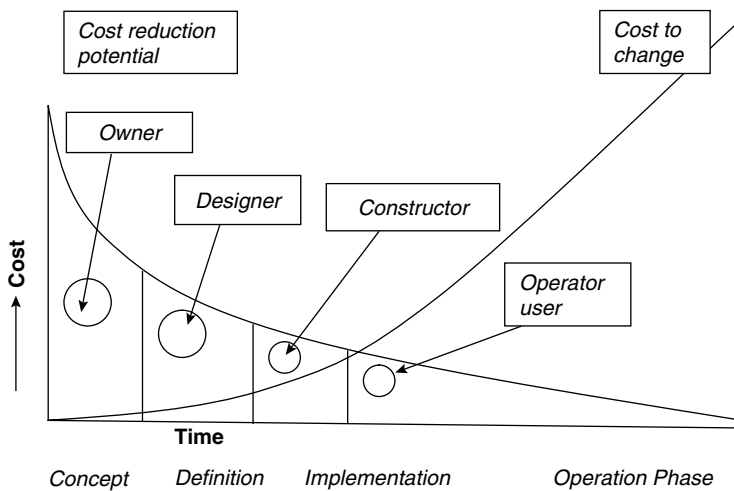 Cost reduction
potential
Cost to
change
Owner
Designer
Constructor
Operator
user
Cost
Time
Concept
Definition
Implementation
Operation Phase